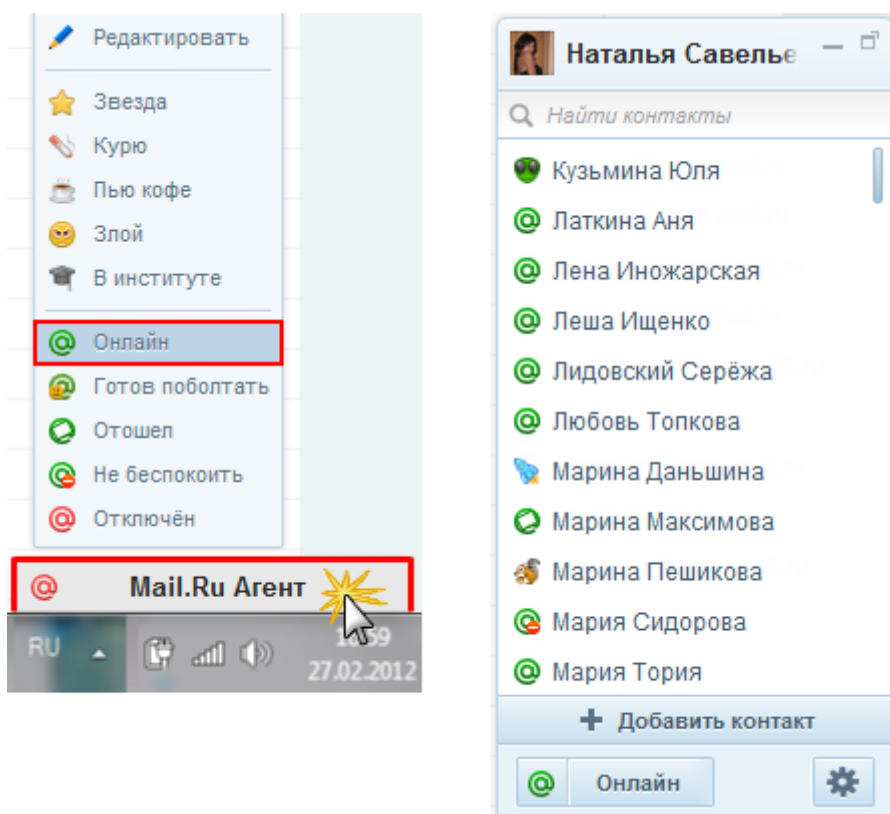 Редактировать
Звезда
Курю
Пью кофе
Злой
В институте
Онлайн
Готов поболтать
Отошел
Не беспокоить
Отключён
Mail.Ru Агент
RU
27.02.2012
Наталья Савелье
Найти контакты
Кузьмина Юля
Латкина Аня
Лена Иножарская
Леша Ищенко
Лидовский Серёжа
Любовь Топкова
Марина Даньшина
Марина Максимова
Марина Пешикова
Мария Сидорова
Мария Тория
Добавить контакт
Онлайн